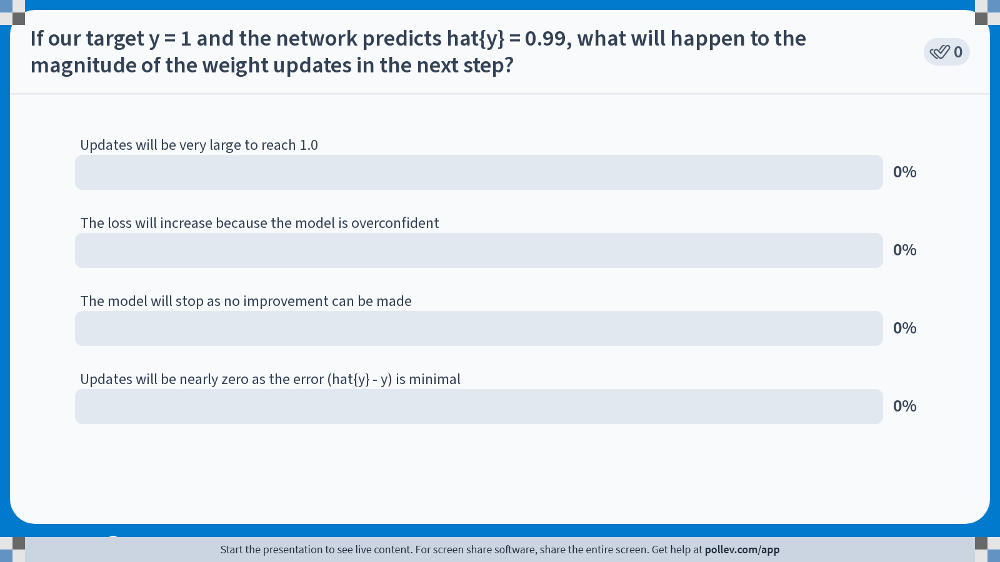 If our target y = 1 and the network predicts hat{y} = 0.99, what will happen to the
magnitude of the weight updates in the next step?
0
Updates will be very large to reach 1.0
0%
The loss will increase because the model is overconfident
0%
The model will stop as no improvement can be made
0%
Updates will be nearly zero as the error (hat{y} - y) is minimal
0%
Start the presentation to see live content. For screen share software, share the entire screen. Get help at pollev.com/app